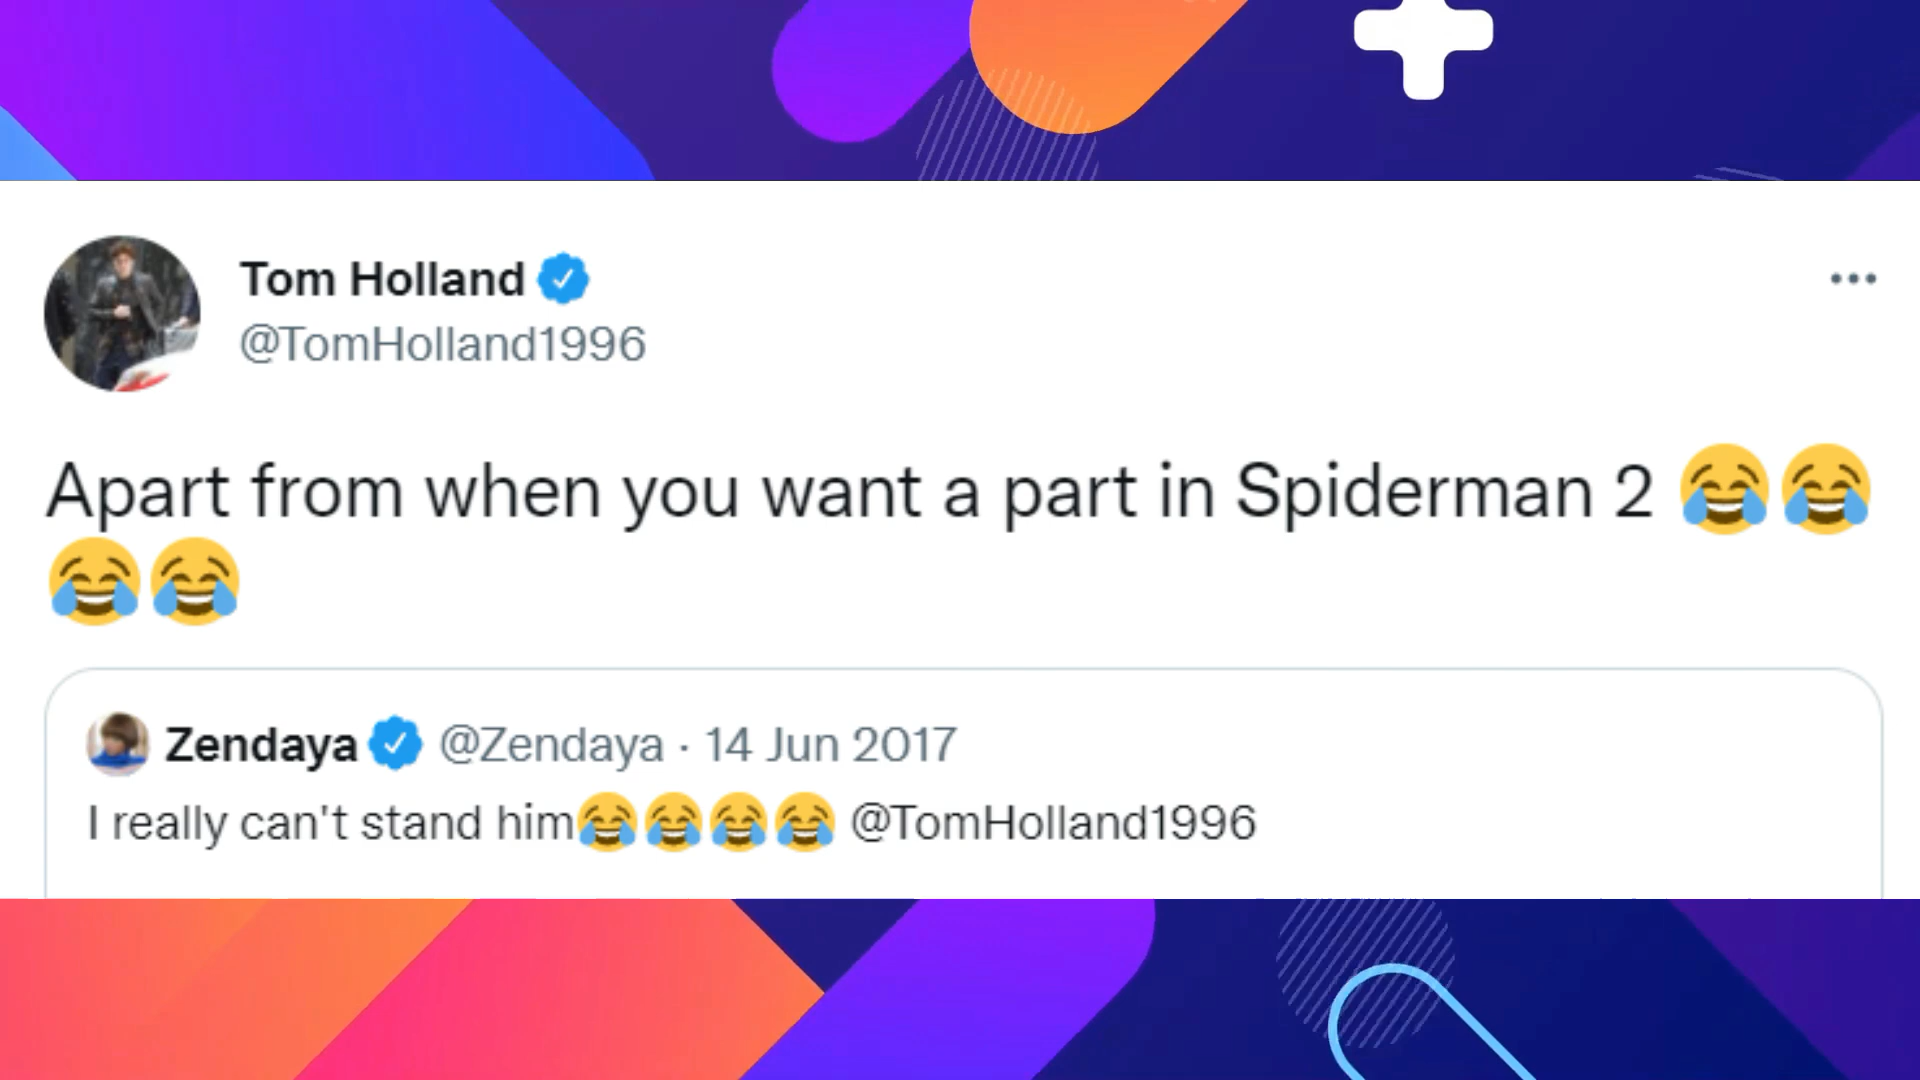 Tom Holland
@TomHolland1996
Apart from when you want a part in Spiderman 2 😂😂
😂😂
Zendaya @Zendaya · 14 Jun 2017
I really can't stand him😂😂😂😂 @TomHolland1996